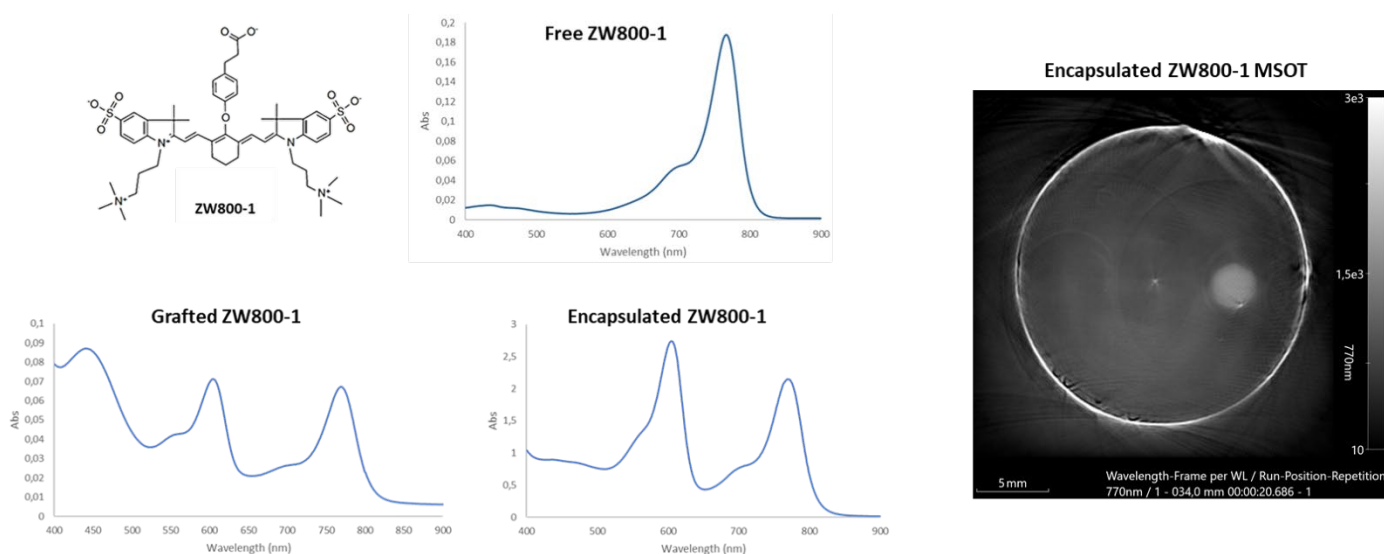 O
O⁻
O
⁻O S O
N⁺
N⁺
ZW800-1
O
O⁻ S O
N
N⁺
Free ZW800-1
Abs
0,2
0,18
0,16
0,14
0,12
0,1
0,08
0,06
0,04
0,02
0
400 500 600 700 800 900
Wavelength (nm)
Encapsulated ZW800-1 MSOT
3e3
1,5e3
770nm
10
5 mm
Wavelength-Frame per WL / Run-Position-Repetition
770nm / 1 - 034,0 mm 00:00:20.686 - 1
Grafted ZW800-1
Abs
0,1
0,09
0,08
0,07
0,06
0,05
0,04
0,03
0,02
0,01
0
400 450 500 550 600 650 700 750 800 850 900
Wavelength (nm)
Encapsulated ZW800-1
Abs
3
2,5
2
1,5
1
0,5
0
400 500 600 700 800 900
Wavelength (nm)